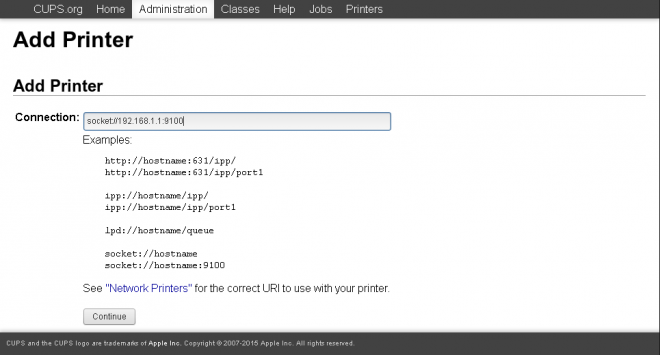 CUPS.org Home Administration Classes Help Jobs Printers
Add Printer
Add Printer
Connection: socket://192.168.1.1:9100
Examples:
http://hostname:631/ipp/
http://hostname:631/ipp/port1
ipp://hostname/ipp/
ipp://hostname/ipp/port1
lpd://hostname/queue
socket://hostname
socket://hostname:9100
See "Network Printers" for the correct URI to use with your printer.
Continue
CUPS and the CUPS logo are trademarks of Apple Inc. Copyright © 2007-2015 Apple Inc. All rights reserved.